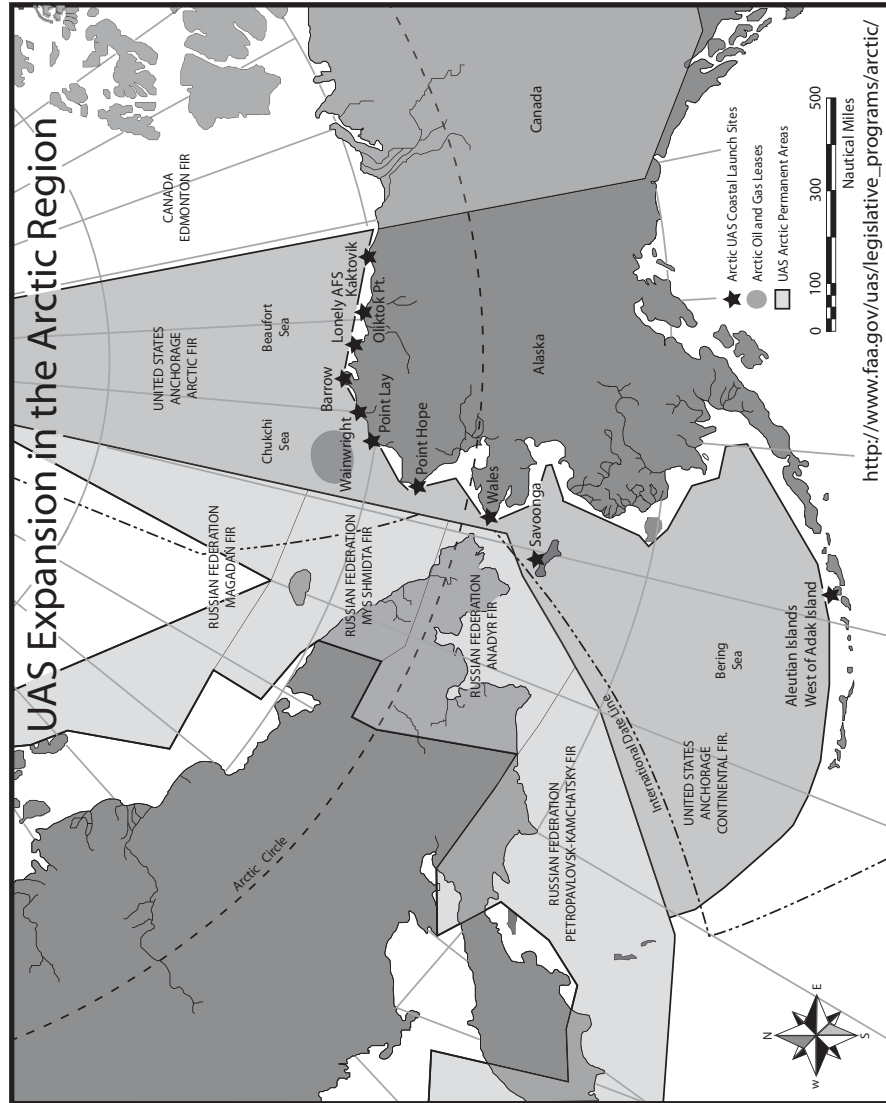 UAS Expansion in the Arctic Region
CANADA
EDMONTON FIR
UNITED STATES
ANCHORAGE
ARCTIC FIR
Beaufort
Sea
Chukchi
Sea
RUSSIAN FEDERATION
MAGADAN FIR
RUSSIAN FEDERATION
MYS SHMIDTA FIR
RUSSIAN FEDERATION
ANADYR FIR
Arctic Circle
Barrow
Lonely AFS
Kaktovik
Oliktok Pt.
Wainwright
Point Lay
Point Hope
Wales
Savoonga
Canada
Alaska
RUSSIAN FEDERATION
PETROPAVLOVSK-KAMCHATSKY FIR
International Date Line
UNITED STATES
ANCHORAGE
CONTINENTAL FIR.
Bering
Sea
Aleutian Islands
West of Adak Island
Arctic UAS Coastal Launch Sites
Arctic Oil and Gas Leases
UAS Arctic Permanent Areas
0 100 300 500
Nautical Miles
N
W
E
S
http://www.faa.gov/uas/legislative_programs/arctic/